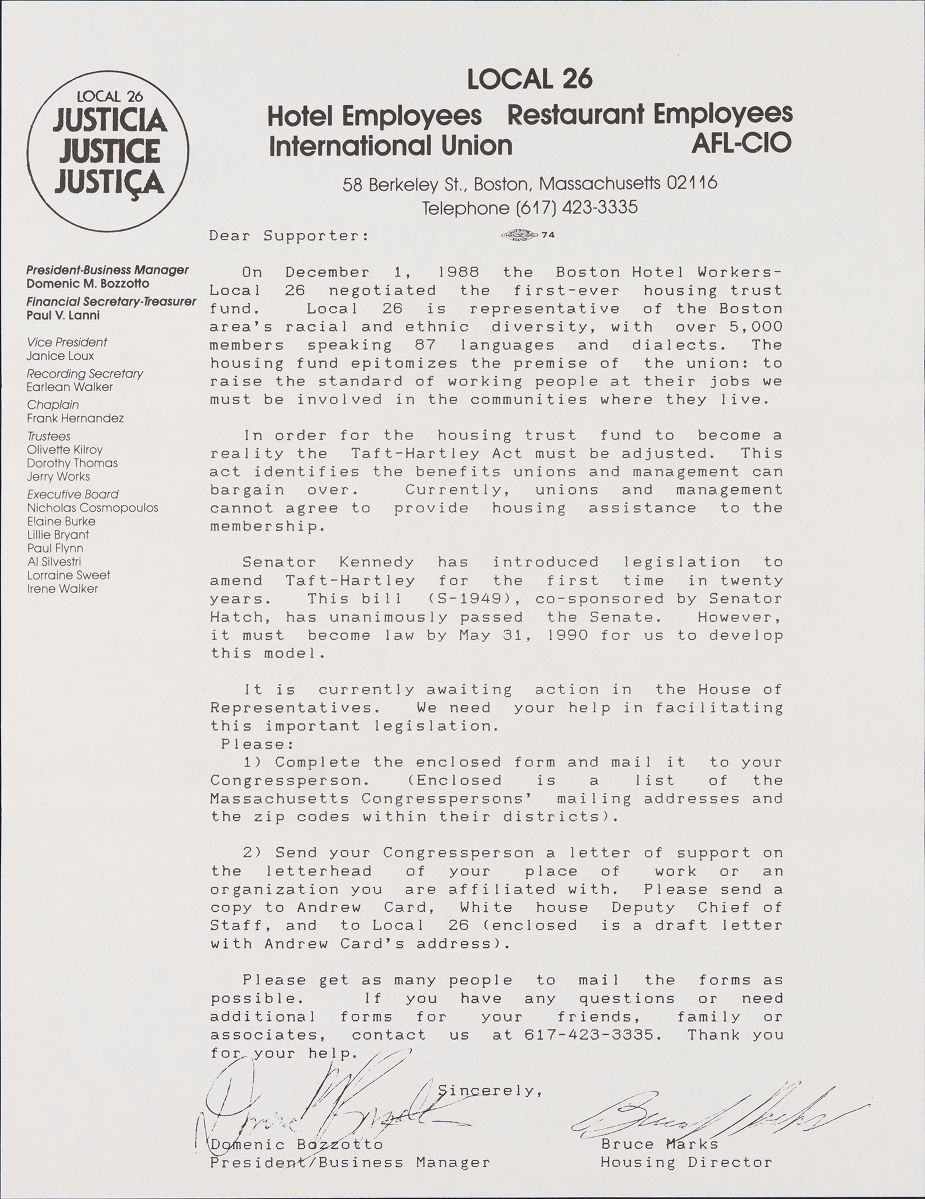 LOCAL 26
JUSTICIA
JUSTICE
JUSTIÇA
LOCAL 26
Hotel Employees Restaurant Employees
International Union AFL-CIO
58 Berkeley St., Boston, Massachusetts 02116
Telephone (617) 423-3335
74
President-Business Manager
Domenic M. Bozzotto
Financial Secretary-Treasurer
Paul V. Lanni
Vice President
Janice Loux
Recording Secretary
Earlean Walker
Chaplain
Frank Hernandez
Trustees
Olivette Kilroy
Dorothy Thomas
Jerry Works
Executive Board
Nicholas Cosmopoulos
Elaine Burke
Lillie Bryant
Paul Flynn
Al Silvestri
Lorraine Sweet
Irene Walker
Dear Supporter:
On December 1, 1988 the Boston Hotel Workers-
Local 26 negotiated the first-ever housing trust
fund. Local 26 is representative of the Boston
area's racial and ethnic diversity, with over 5,000
members speaking 87 languages and dialects. The
housing fund epitomizes the premise of the union: to
raise the standard of working people at their jobs we
must be involved in the communities where they live.
In order for the housing trust fund to become a
reality the Taft-Hartley Act must be adjusted. This
act identifies the benefits unions and management can
bargain over. Currently, unions and management
cannot agree to provide housing assistance to the
membership.
Senator Kennedy has introduced legislation to
amend Taft-Hartley for the first time in twenty
years. This bill (S-1949), co-sponsored by Senator
Hatch, has unanimously passed the Senate. However,
it must become law by May 31, 1990 for us to develop
this model.
It is currently awaiting action in the House of
Representatives. We need your help in facilitating
this important legislation.
Please:
1) Complete the enclosed form and mail it to your
Congressperson. (Enclosed is a list of the
Massachusetts Congresspersons' mailing addresses and
the zip codes within their districts).
2) Send your Congressperson a letter of support on
the letterhead of your place of work or an
organization you are affiliated with. Please send a
copy to Andrew Card, White house Deputy Chief of
Staff, and to Local 26 (enclosed is a draft letter
with Andrew Card's address).
Please get as many people to mail the forms as
possible. If you have any questions or need
additional forms for your friends, family or
associates, contact us at 617-423-3335. Thank you
for your help.
Sincerely,
Domenic Bozzotto
President/Business Manager
Bruce Marks
Housing Director